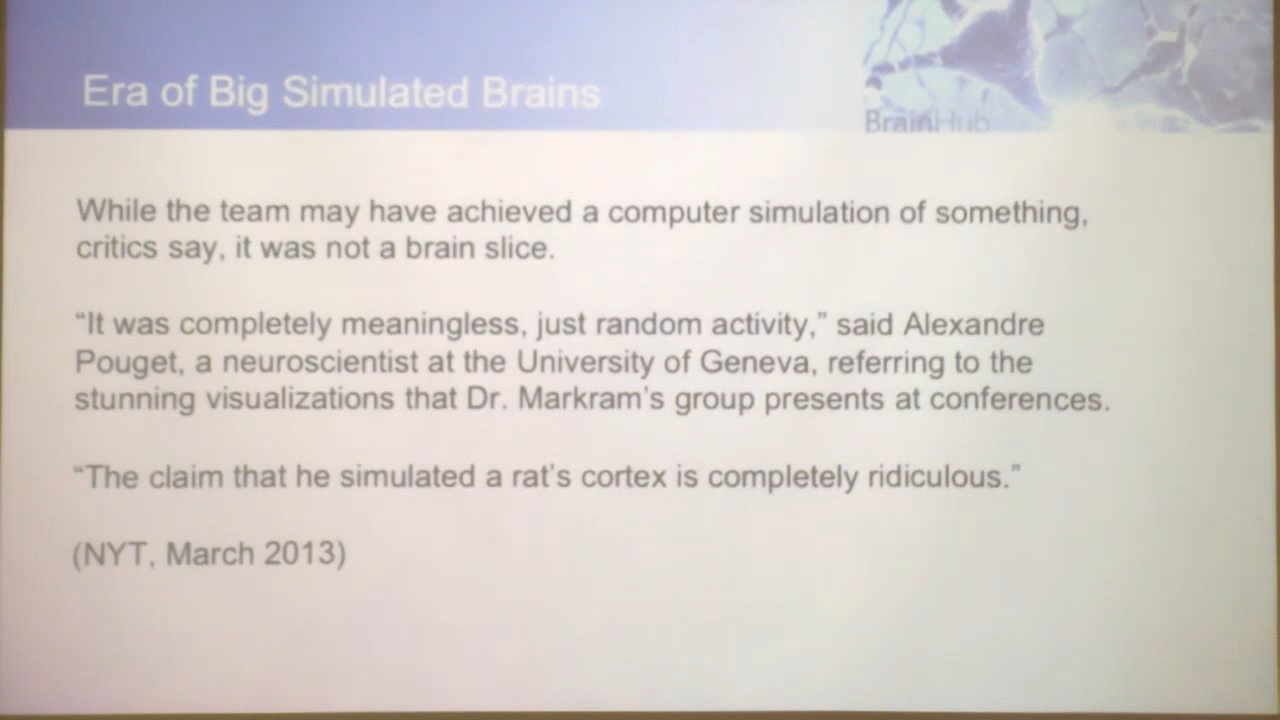 Era of Big Simulated Brains
BrainHub
While the team may have achieved a computer simulation of something,
critics say, it was not a brain slice.
“It was completely meaningless, just random activity,” said Alexandre
Pouget, a neuroscientist at the University of Geneva, referring to the
stunning visualizations that Dr. Markram’s group presents at conferences.
“The claim that he simulated a rat’s cortex is completely ridiculous.”
(NYT, March 2013)